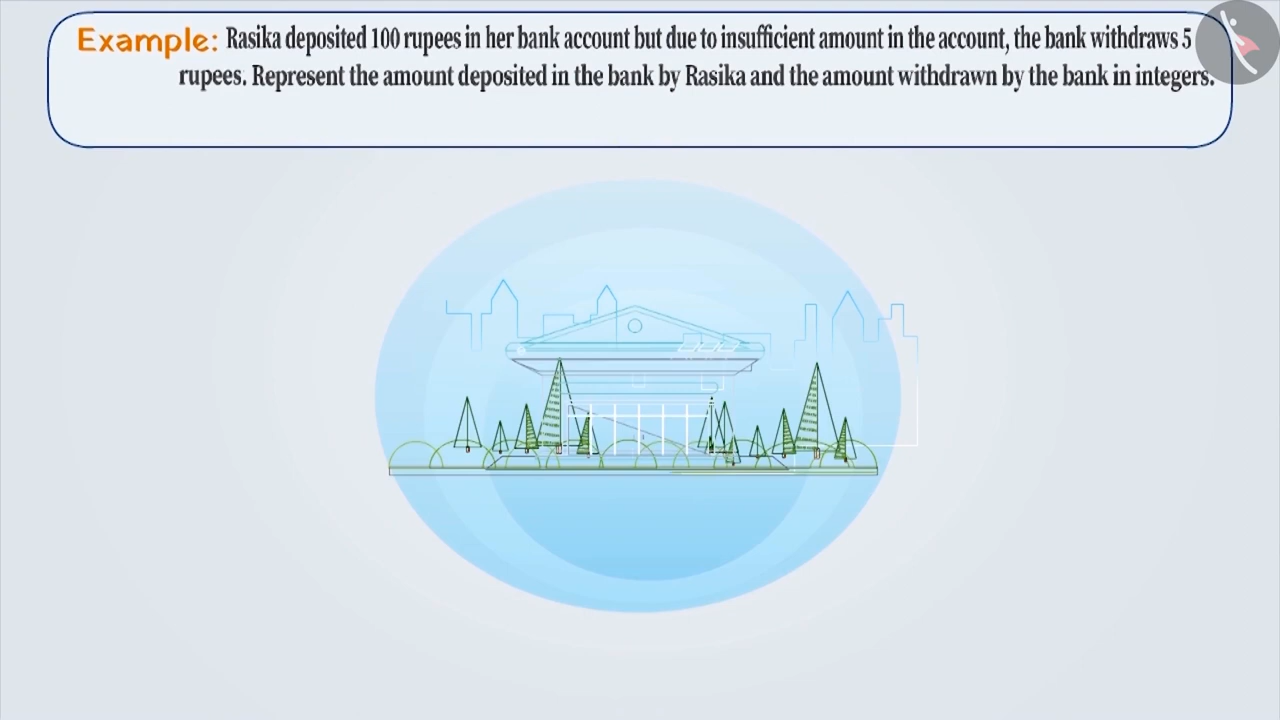 Example: Rasika deposited 100 rupees in her bank account but due to insufficient amount in the account, the bank withdraws 5
rupees. Represent the amount deposited in the bank by Rasika and the amount withdrawn by the bank in integers.